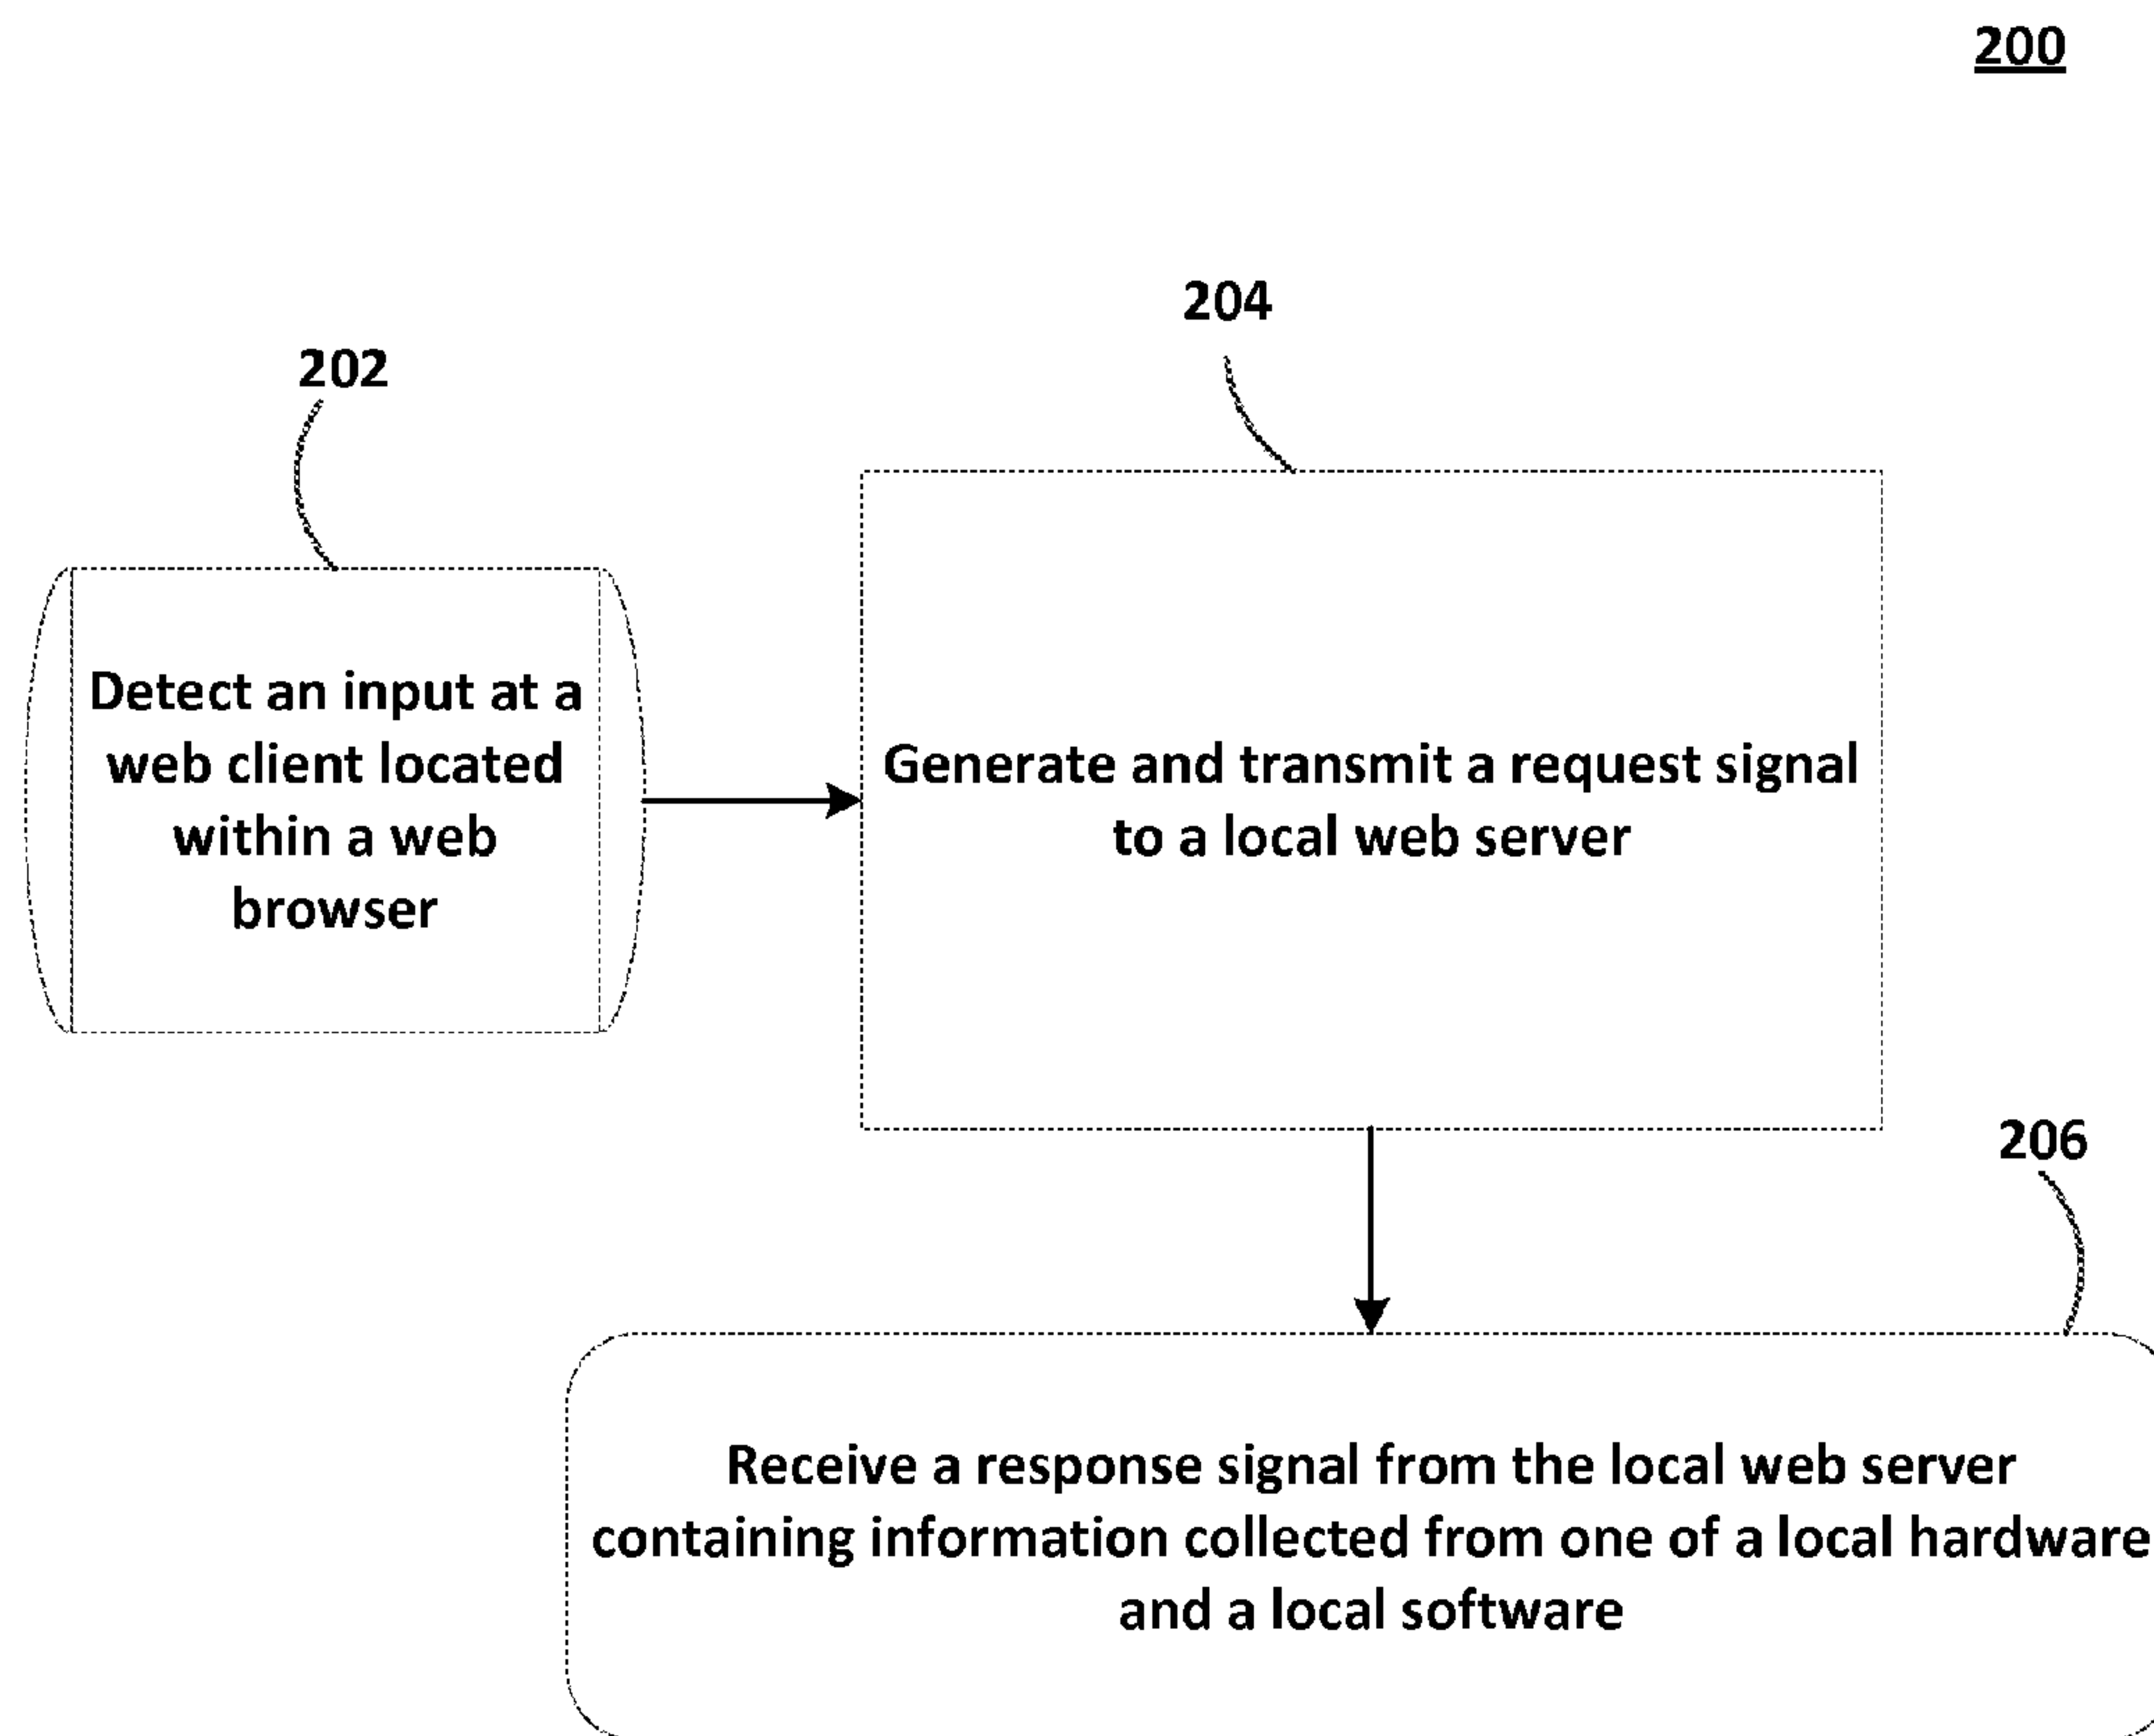 200
204
202
Detect an input at a
web client located
within a web
browser
Generate and transmit a request signal
to a local web server
206
Receive a response signal from the local web server
containing information collected from one of a local hardware
and a local software